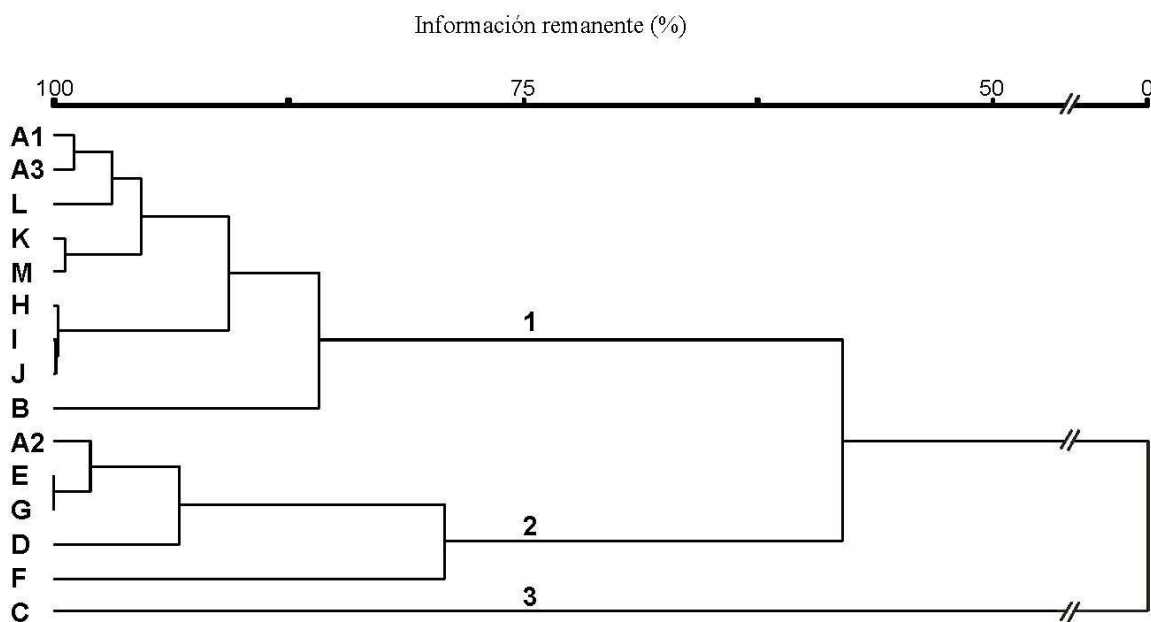 Información remanente (%)
100 75 50 0
A1
A3
L
K
M
H
I
1
J
B
A2
E
G
2
D
F
3
C